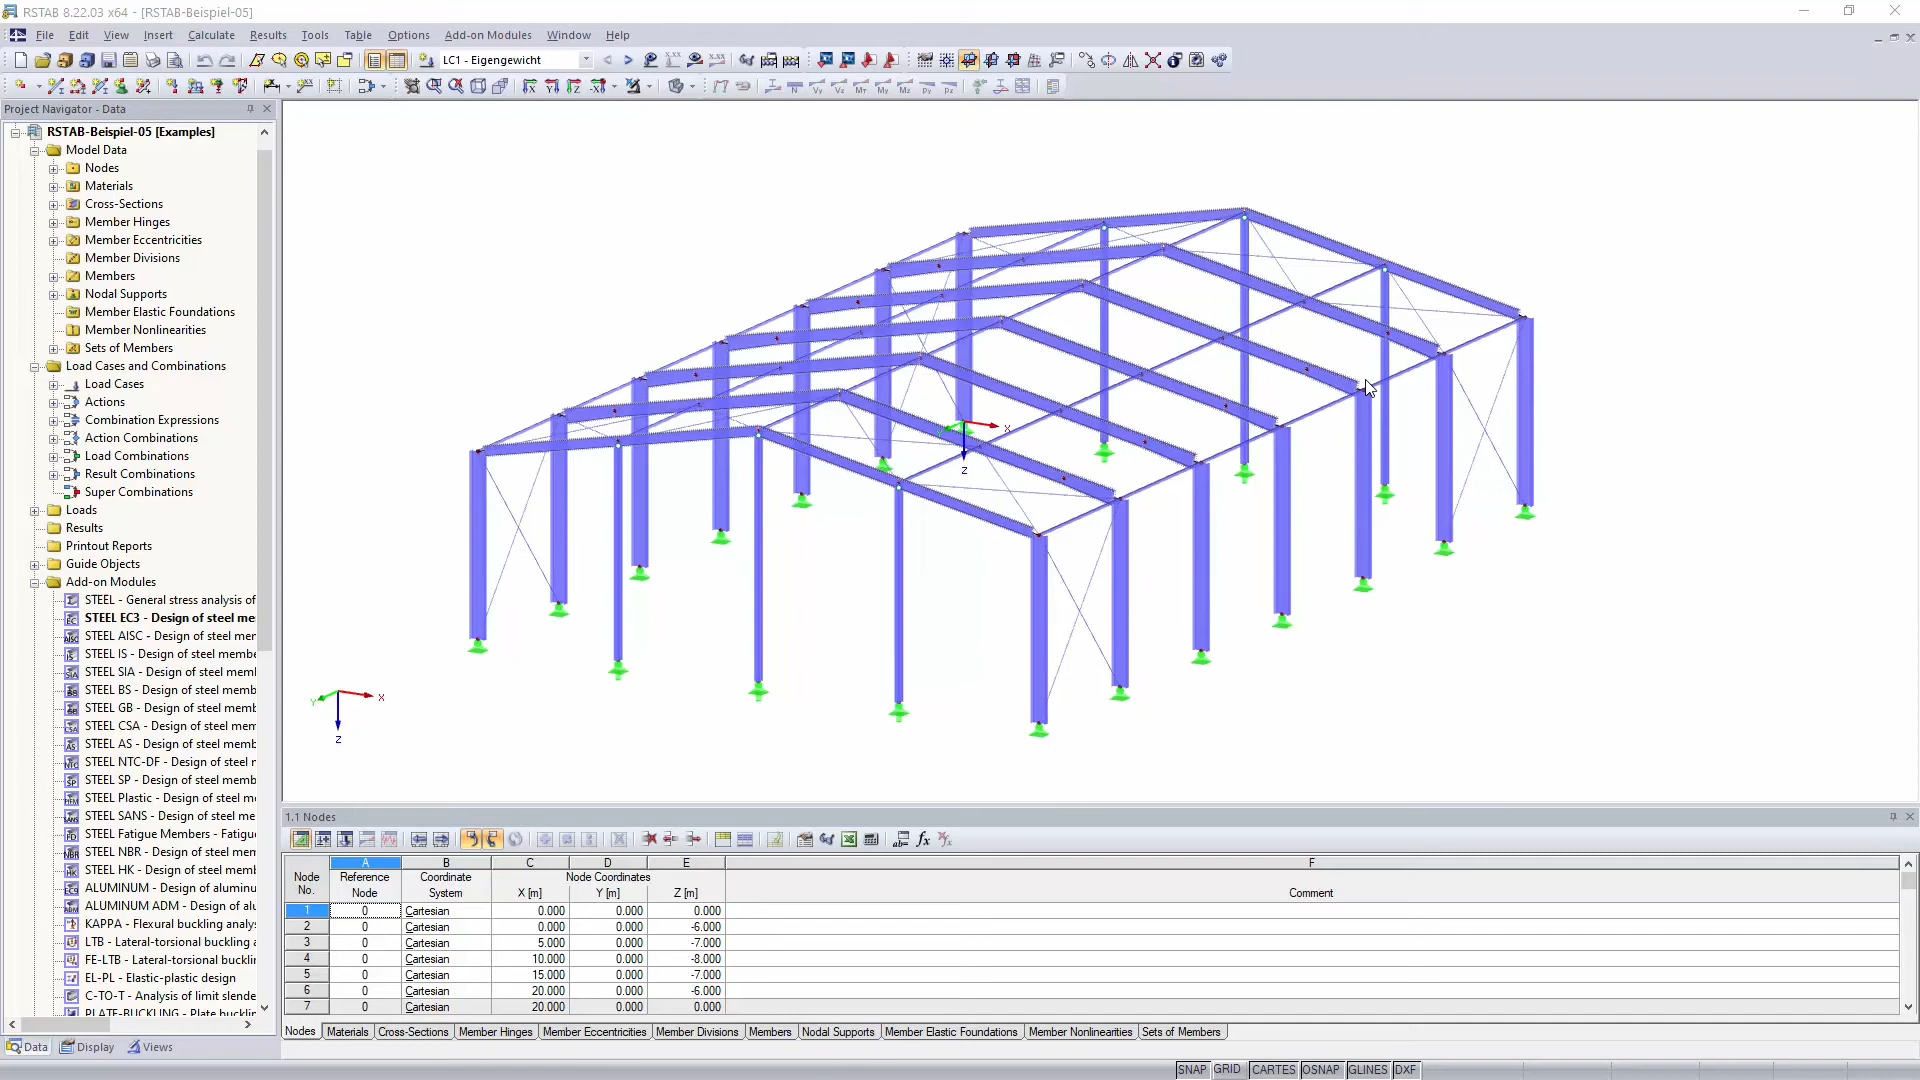 RSTAB 8.22.03 x64 - [RSTAB-Beispiel-05]
File Edit View Insert Calculate Results Tools Table Options Add-on Modules Window Help
LC1 - Eigengewicht
Project Navigator - Data
RSTAB-Beispiel-05 [Examples]
Model Data
Nodes
Materials
Cross-Sections
Member Hinges
Member Eccentricities
Member Divisions
Members
Nodal Supports
Member Elastic Foundations
Member Nonlinearities
Sets of Members
Load Cases and Combinations
Load Cases
Actions
Combination Expressions
Action Combinations
Load Combinations
Result Combinations
Super Combinations
Loads
Results
Printout Reports
Guide Objects
Add-on Modules
STEEL - General stress analysis of
STEEL EC3 - Design of steel me
STEEL AISC - Design of steel mem
STEEL IS - Design of steel membe
STEEL SIA - Design of steel memb
STEEL BS - Design of steel memb
STEEL GB - Design of steel memb
STEEL CSA - Design of steel mem
STEEL AS - Design of steel memb
STEEL NTC-DF - Design of steel m
STEEL SP - Design of steel memb
STEEL Plastic - Design of steel m
STEEL SANS - Design of steel me
STEEL Fatigue Members - Fatigu
STEEL NBR - Design of steel mem
STEEL HK - Design of steel mem
ALUMINUM - Design of aluminu
ALUMINUM ADM - Design of alu
KAPPA - Flexural buckling analy
LTB - Lateral-torsional buckling a
FE-LTB - Lateral-torsional bucklin
EL-PL - Elastic-plastic design
C-TO-T - Analysis of limit slende
PLATE-BUCKLING - Plate buckling
Data Display Views
X
Z
Y
X
Z
1.1 Nodes
A B C D E F
Node Reference Coordinate Node Coordinates
No. Node System X [m] Y [m] Z [m] Comment
1 0 Cartesian 0.000 0.000 0.000
2 0 Cartesian 0.000 0.000 -6.000
3 0 Cartesian 5.000 0.000 -7.000
4 0 Cartesian 10.000 0.000 -8.000
5 0 Cartesian 15.000 0.000 -7.000
6 0 Cartesian 20.000 0.000 -6.000
7 0 Cartesian 20.000 0.000 0.000
Nodes Materials Cross-Sections Member Hinges Member Eccentricities Member Divisions Members Nodal Supports Member Elastic Foundations Member Nonlinearities Sets of Members
SNAP GRID CARTES OSNAP GLINES DXF